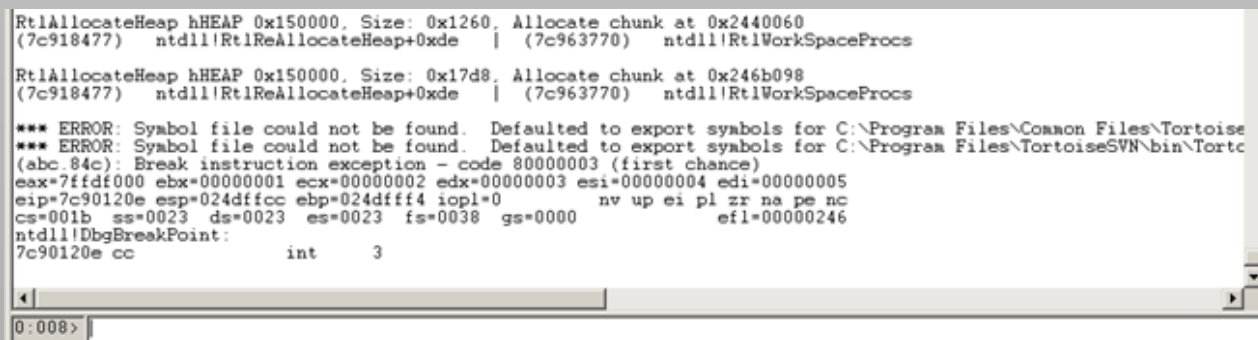 RtlAllocateHeap hHEAP 0x150000, Size: 0x1260, Allocate chunk at 0x2440060
(7c918477) ntdll!RtlReAllocateHeap+0xde | (7c963770) ntdll!RtlWorkSpaceProcs
RtlAllocateHeap hHEAP 0x150000, Size: 0x17d8, Allocate chunk at 0x246b098
(7c918477) ntdll!RtlReAllocateHeap+0xde | (7c963770) ntdll!RtlWorkSpaceProcs
*** ERROR: Symbol file could not be found. Defaulted to export symbols for C:\Program Files\Common Files\Tortoise
*** ERROR: Symbol file could not be found. Defaulted to export symbols for C:\Program Files\TortoiseSVN\bin\Torto
(abc.84c): Break instruction exception - code 80000003 (first chance)
eax=7ffdf000 ebx=00000001 ecx=00000002 edx=00000003 esi=00000004 edi=00000005
eip=7c90120e esp=024dffcc ebp=024dfff4 iopl=0 nv up ei pl zr na pe nc
cs=001b ss=0023 ds=0023 es=0023 fs=0038 gs=0000 efl=00000246
ntdll!DbgBreakPoint:
7c90120e cc int 3
0:008>